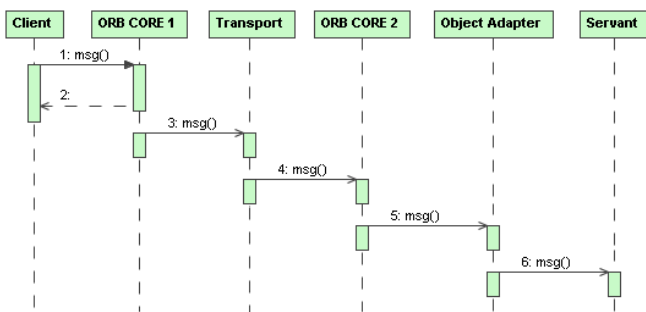 Client
ORB CORE 1
Transport
ORB CORE 2
Object Adapter
Servant
1: msg()
2:
3: msg()
4: msg()
5: msg()
6: msg()